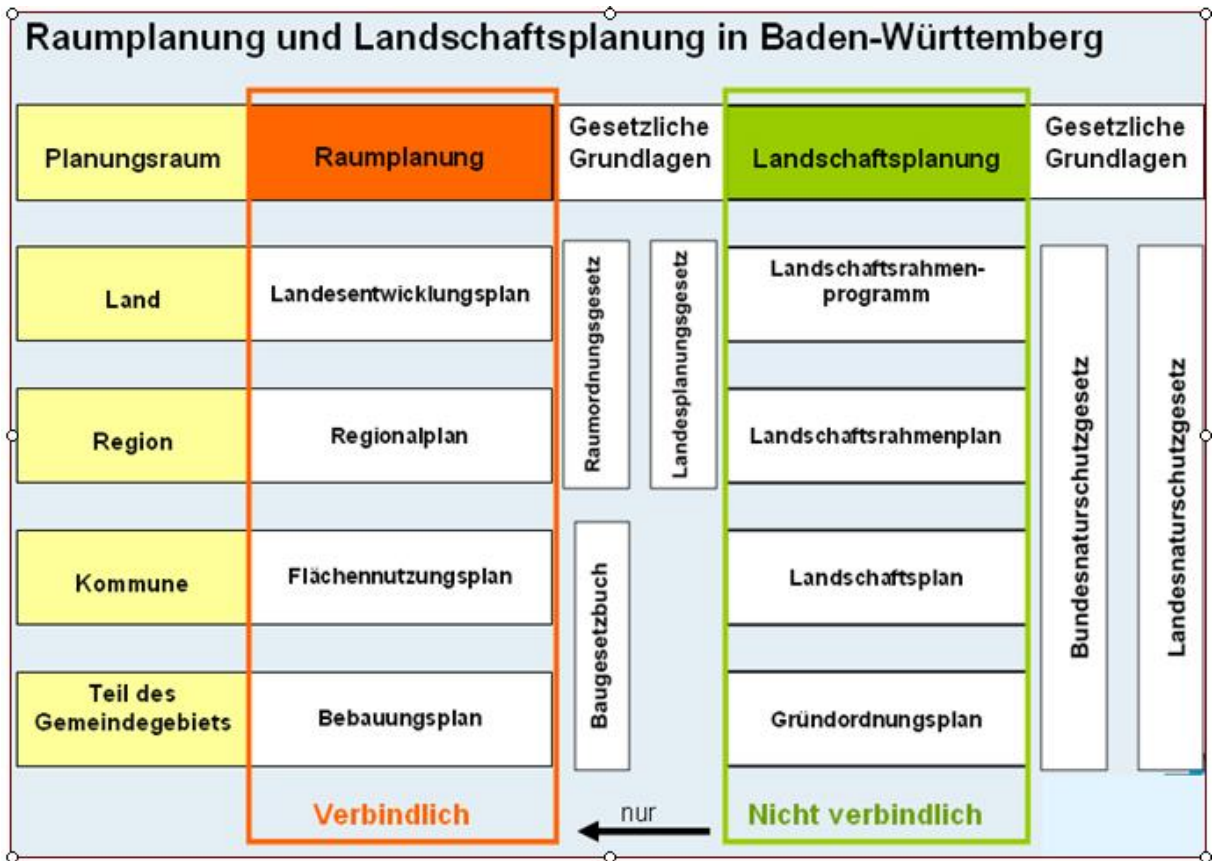 Raumplanung und Landschaftsplanung in Baden-Württemberg
Planungsraum
Raumplanung
Gesetzliche
Grundlagen
Landschaftsplanung
Gesetzliche
Grundlagen
Land
Landesentwicklungsplan
Raumordnungsgesetz
Landesplanungsgesetz
Landschaftsrahmen-
programm
Bundesnaturschutzgesetz
Landesnaturschutzgesetz
Region
Regionalplan
Landschaftsrahmenplan
Kommune
Flächennutzungsplan
Baugesetzbuch
Landschaftsplan
Teil des
Gemeindegebiets
Bebauungsplan
Gründordnungsplan
Verbindlich
nur
Nicht verbindlich